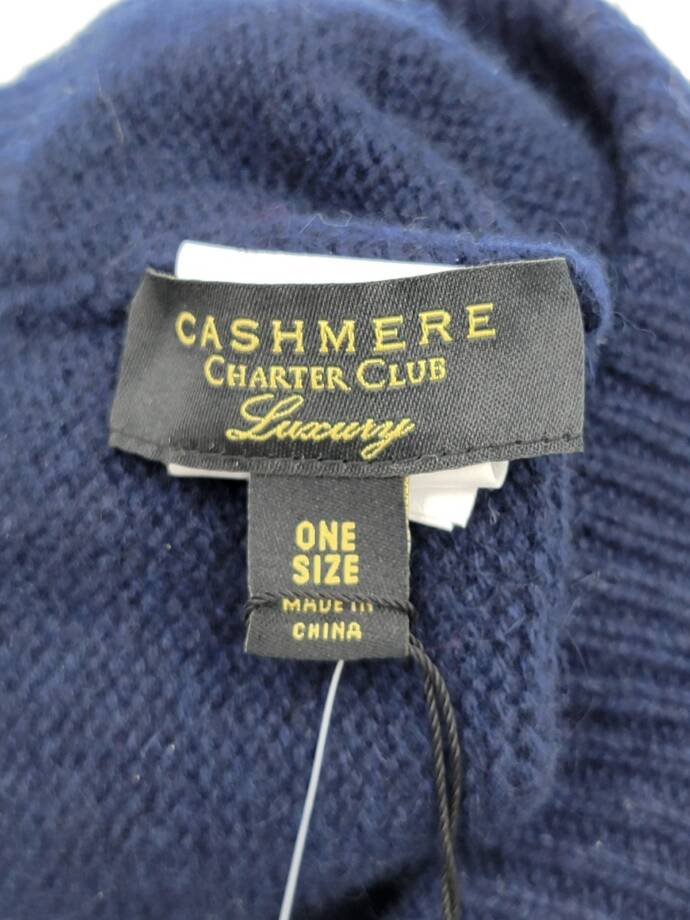 CASHMERE
CHARTER CLUB
Luxury
ONE
SIZE
MADE IN
CHINA